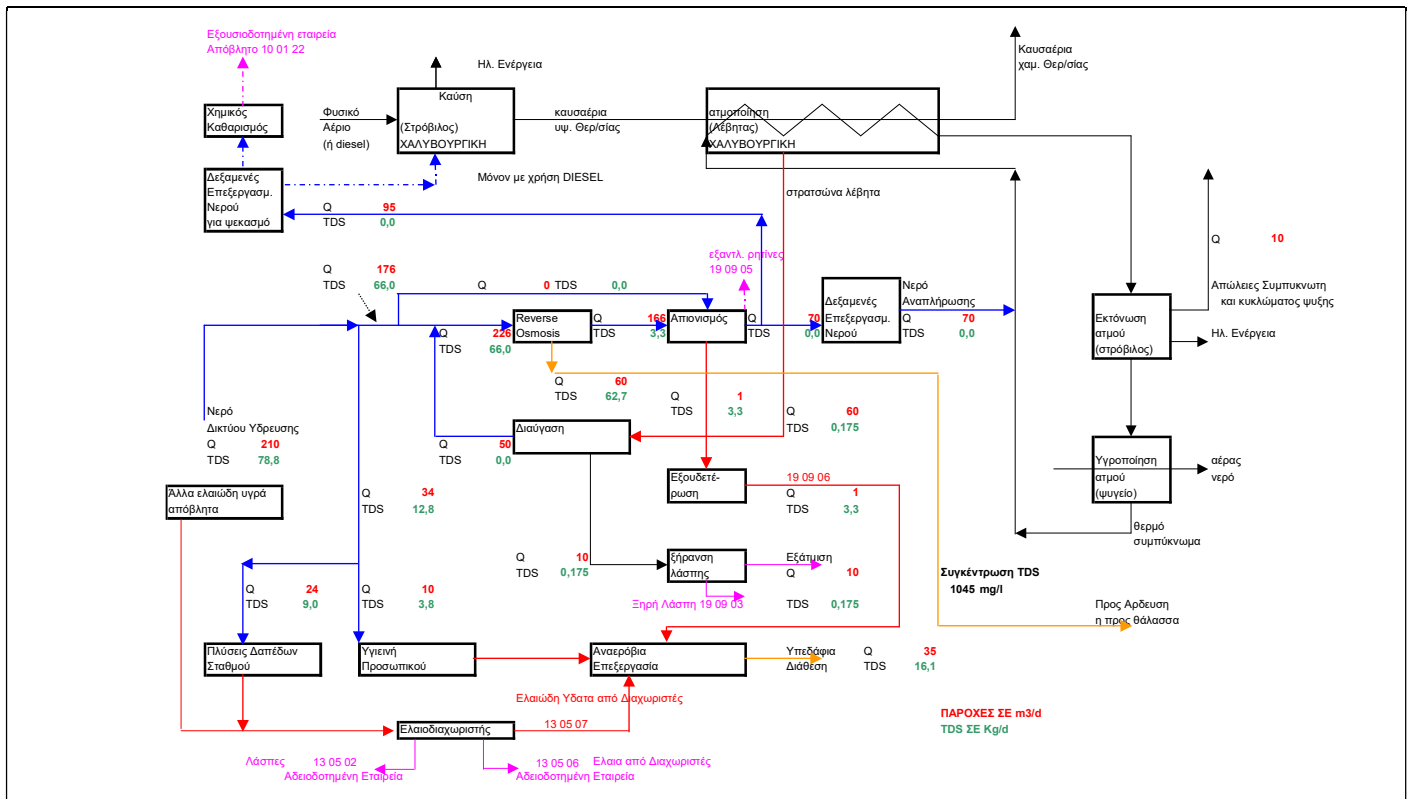 Εξουσιοδοτημένη εταιρεία
Απόβλητο 10 01 22
Καυσαέρια
χαμ. Θερ/σίας
Ηλ. Ενέργεια
Χημικός
Καθαρισμός
Φυσικό
Αέριο
(ή diesel)
Καύση
(Στρόβιλος)
ΧΑΛΥΒΟΥΡΓΙΚΗ
καυσαέρια
υψ. Θερ/σίας
ατμοποίηση
(Λέβητας)
ΧΑΛΥΒΟΥΡΓΙΚΗ
Δεξαμενές
Επεξεργασμ.
Νερού
για ψεκασμό
Μόνον με χρήση DIESEL
στρατσώνα λέβητα
Q 95
TDS 0,0
Q 10
εξαντλ. ρητίνες
19 09 05
Q 176
TDS 66,0
Q 0 TDS 0,0
Απώλειες Συμπυκνωτη
και κυκλώματος ψυξης
Δεξαμενές
Επεξεργασμ.
Νερού
Νερό
Αναπλήρωσης
Q 70
TDS 0,0
Q 226
TDS 66,0
Reverse
Osmosis
Q 166
TDS 3,3
Απιονισμός
Q 70
TDS 0,0
Εκτόνωση
ατμού
(στρόβιλος)
Ηλ. Ενέργεια
Q 60
TDS 62,7
Q 1
TDS 3,3
Q 60
TDS 0,175
Νερό
Δικτύου Υδρευσης
Q 210
TDS 78,8
Διαύγαση
Q 50
TDS 0,0
Υγροποίηση
ατμού
(ψυγείο)
αέρας
νερό
Άλλα ελαιώδη υγρά
απόβλητα
Q 34
TDS 12,8
Εξουδετέ-
ρωση
19 09 06
Q 1
TDS 3,3
θερμό
συμπύκνωμα
Q 10
TDS 0,175
ξήρανση
λάσπης
Εξάτμιση
Q 10
TDS 0,175
Ξηρή Λάσπη 19 09 03
Συγκέντρωση TDS
1045 mg/l
Q 24
TDS 9,0
Q 10
TDS 3,8
Προς Αρδευση
η προς θάλασσα
Πλύσεις Δαπέδων
Σταθμού
Υγιεινή
Προσωπικού
Αναερόβια
Επεξεργασία
Υπεδάφια
Διάθεση
Q 35
TDS 16,1
Ελαιώδη Υδατα από Διαχωριστές
13 05 07
Ελαιοδιαχωριστής
ΠΑΡΟΧΕΣ ΣΕ m3/d
TDS ΣΕ Kg/d
Λάσπες 13 05 02
Αδειοδοτημένη Εταιρεία
13 05 06 Ελαια από Διαχωριστές
Αδειοδοτημένη Εταιρεία